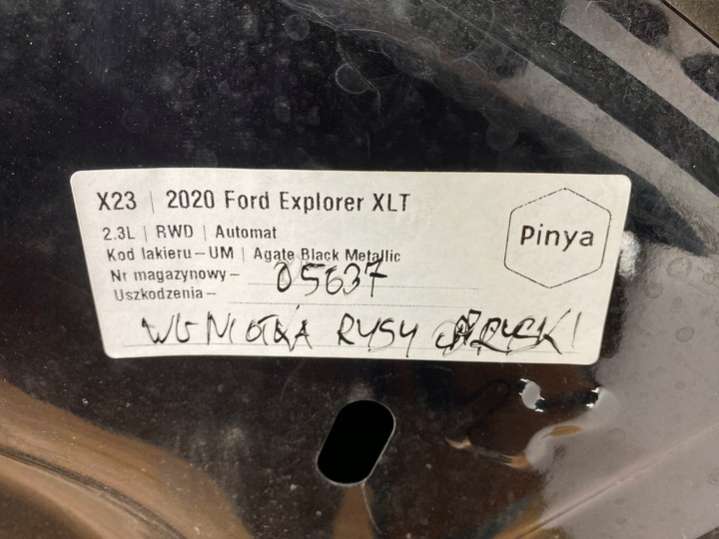 X23 | 2020 Ford Explorer XLT
2.3L | RWD | Automat
Kod lakieru – UM | Agate Black Metallic
Nr magazynowy – 05637
Uszkodzenia –
WGNIOTKA RYSY
Pinya